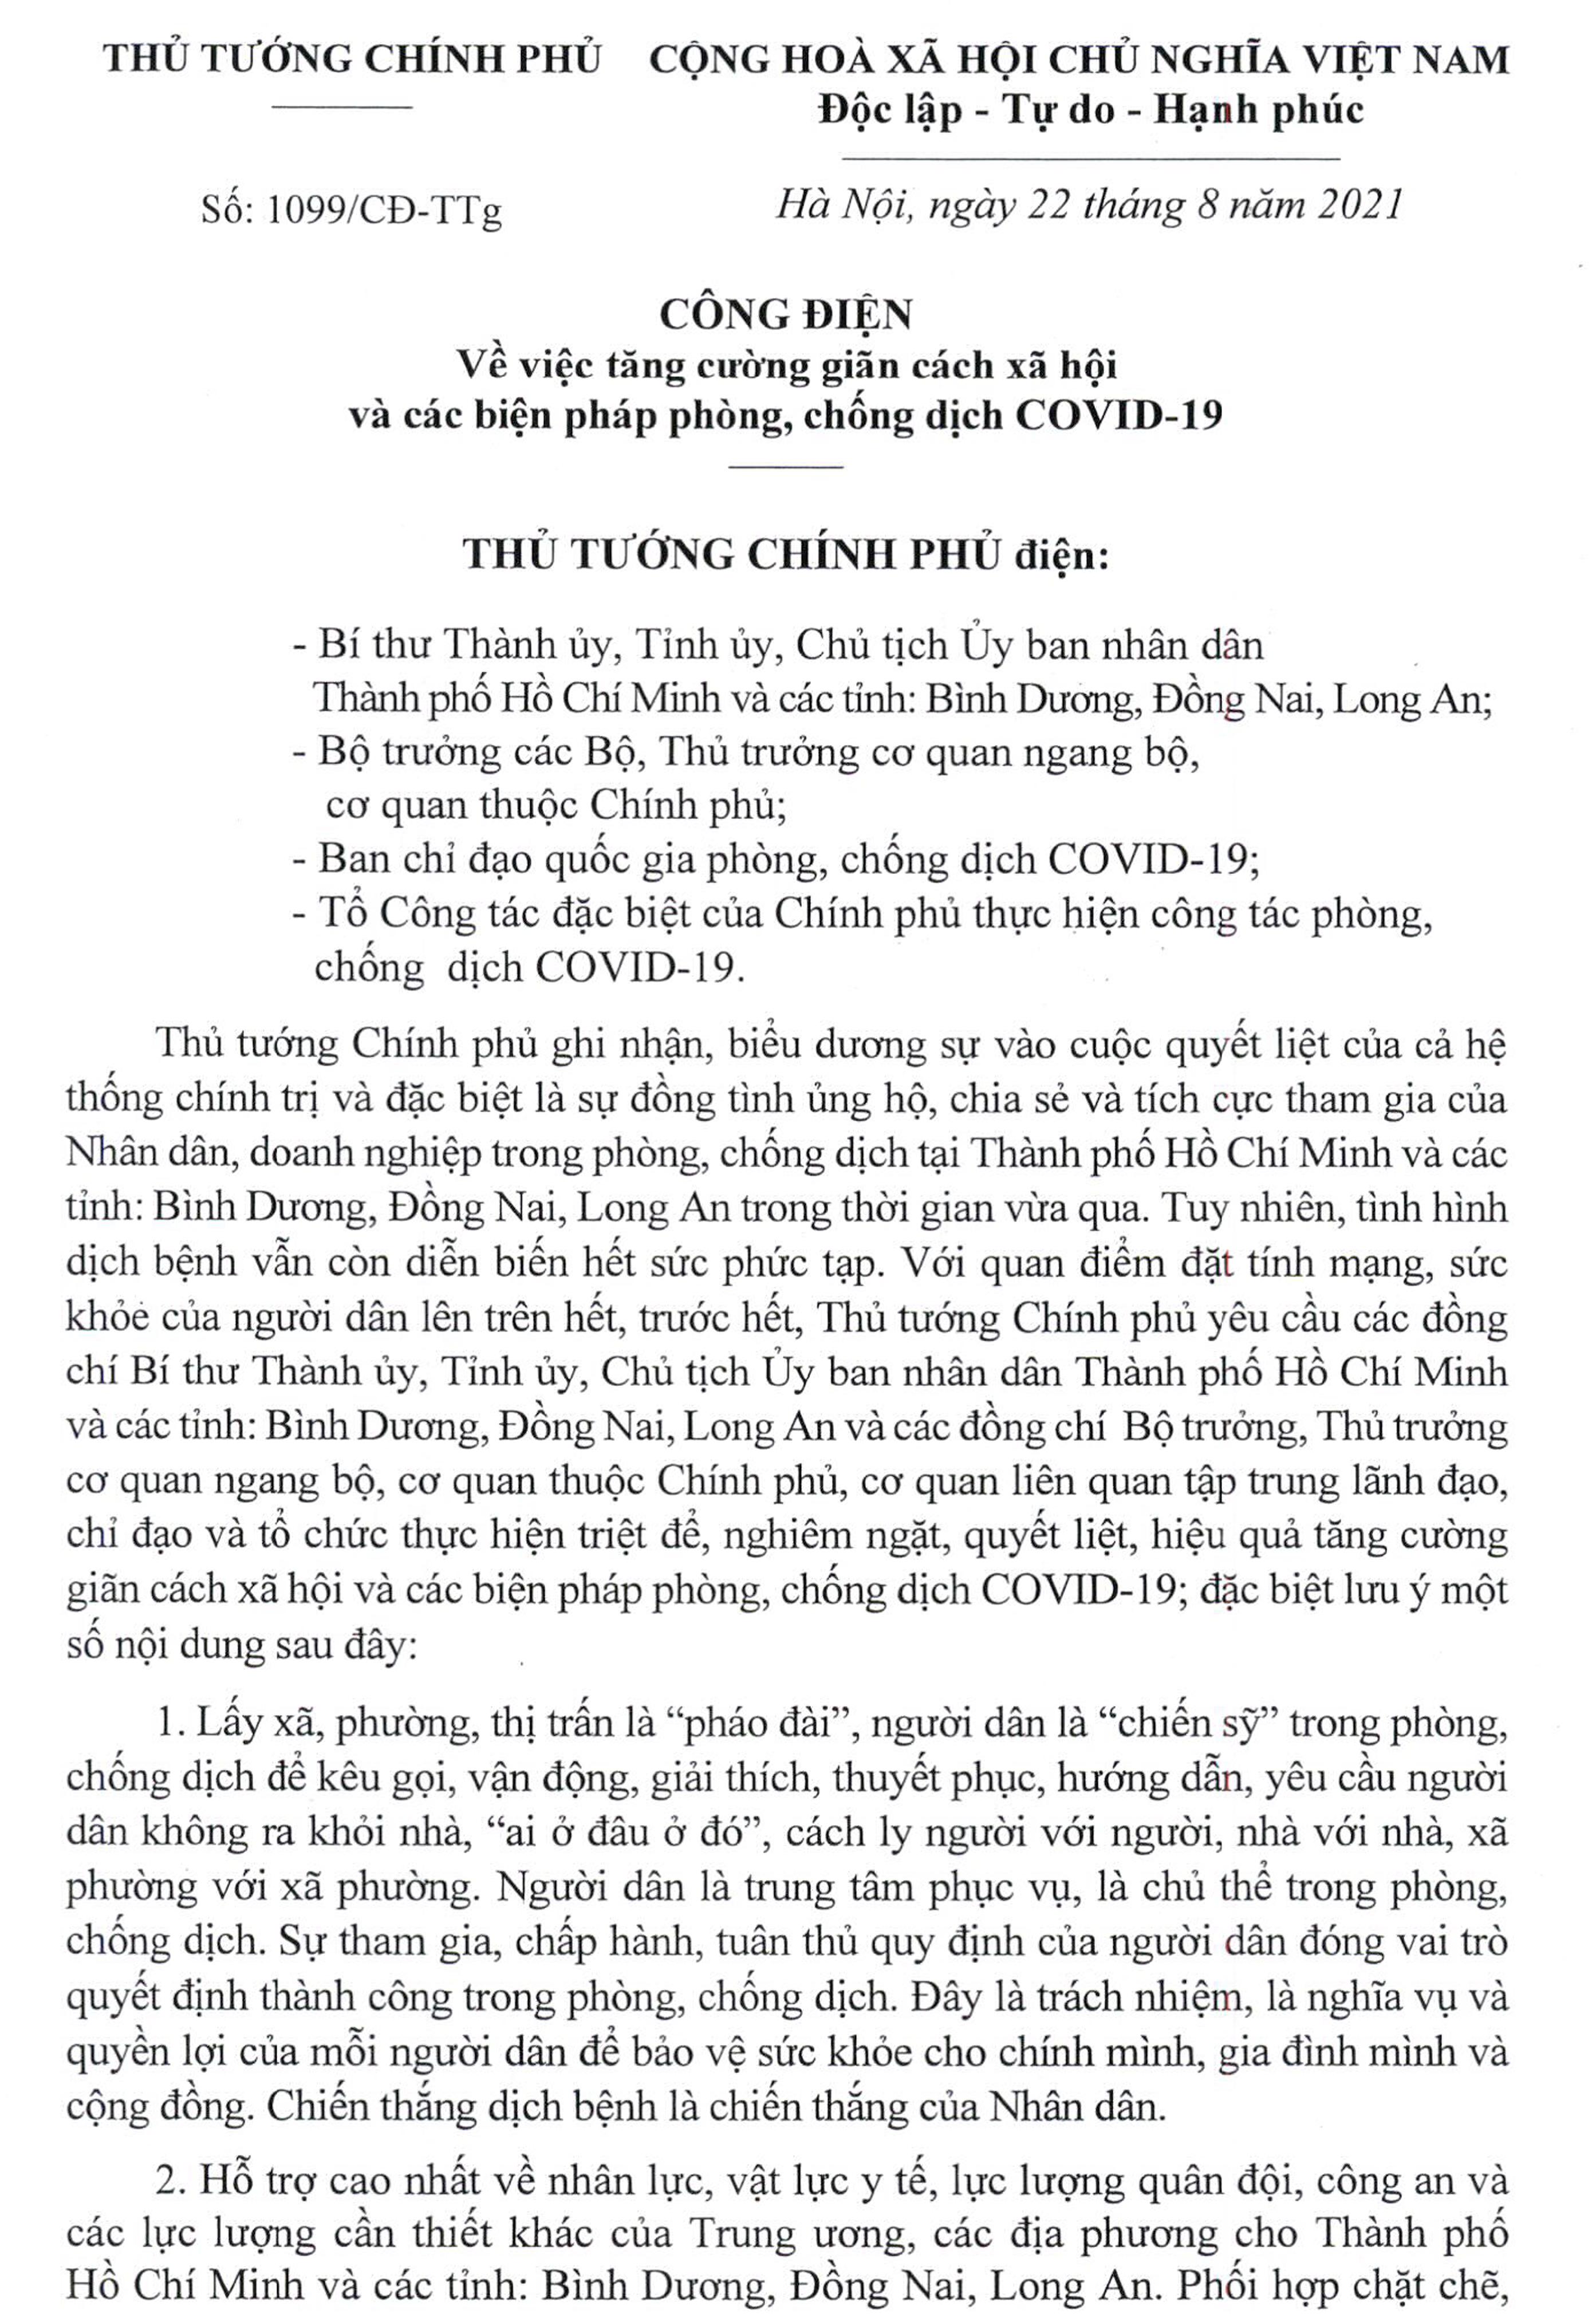 THỦ TƯỚNG CHÍNH PHỦ
CỘNG HOÀ XÃ HỘI CHỦ NGHĨA VIỆT NAM
Độc lập - Tự do - Hạnh phúc
Số: 1099/CĐ-TTg
Hà Nội, ngày 22 tháng 8 năm 2021
CÔNG ĐIỆN
Về việc tăng cường giãn cách xã hội
và các biện pháp phòng, chống dịch COVID-19
THỦ TƯỚNG CHÍNH PHỦ điện:
- Bí thư Thành ủy, Tỉnh ủy, Chủ tịch Ủy ban nhân dân
Thành phố Hồ Chí Minh và các tỉnh: Bình Dương, Đồng Nai, Long An;
- Bộ trưởng các Bộ, Thủ trưởng cơ quan ngang bộ,
cơ quan thuộc Chính phủ;
- Ban chỉ đạo quốc gia phòng, chống dịch COVID-19;
- Tổ Công tác đặc biệt của Chính phủ thực hiện công tác phòng,
chống dịch COVID-19.
Thủ tướng Chính phủ ghi nhận, biểu dương sự vào cuộc quyết liệt của cả hệ
thống chính trị và đặc biệt là sự đồng tình ủng hộ, chia sẻ và tích cực tham gia của
Nhân dân, doanh nghiệp trong phòng, chống dịch tại Thành phố Hồ Chí Minh và các
tỉnh: Bình Dương, Đồng Nai, Long An trong thời gian vừa qua. Tuy nhiên, tình hình
dịch bệnh vẫn còn diễn biến hết sức phức tạp. Với quan điểm đặt tính mạng, sức
khỏe của người dân lên trên hết, trước hết, Thủ tướng Chính phủ yêu cầu các đồng
chí Bí thư Thành ủy, Tỉnh ủy, Chủ tịch Ủy ban nhân dân Thành phố Hồ Chí Minh
và các tỉnh: Bình Dương, Đồng Nai, Long An và các đồng chí Bộ trưởng, Thủ trưởng
cơ quan ngang bộ, cơ quan thuộc Chính phủ, cơ quan liên quan tập trung lãnh đạo,
chỉ đạo và tổ chức thực hiện triệt để, nghiêm ngặt, quyết liệt, hiệu quả tăng cường
giãn cách xã hội và các biện pháp phòng, chống dịch COVID-19; đặc biệt lưu ý một
số nội dung sau đây:
1. Lấy xã, phường, thị trấn là “pháo đài”, người dân là “chiến sỹ” trong phòng,
chống dịch để kêu gọi, vận động, giải thích, thuyết phục, hướng dẫn, yêu cầu người
dân không ra khỏi nhà, “ai ở đâu ở đó”, cách ly người với người, nhà với nhà, xã
phường với xã phường. Người dân là trung tâm phục vụ, là chủ thể trong phòng,
chống dịch. Sự tham gia, chấp hành, tuân thủ quy định của người dân đóng vai trò
quyết định thành công trong phòng, chống dịch. Đây là trách nhiệm, là nghĩa vụ và
quyền lợi của mỗi người dân để bảo vệ sức khỏe cho chính mình, gia đình mình và
cộng đồng. Chiến thắng dịch bệnh là chiến thắng của Nhân dân.
2. Hỗ trợ cao nhất về nhân lực, vật lực y tế, lực lượng quân đội, công an và
các lực lượng cần thiết khác của Trung ương, các địa phương cho Thành phố
Hồ Chí Minh và các tỉnh: Bình Dương, Đồng Nai, Long An. Phối hợp chặt chẽ,